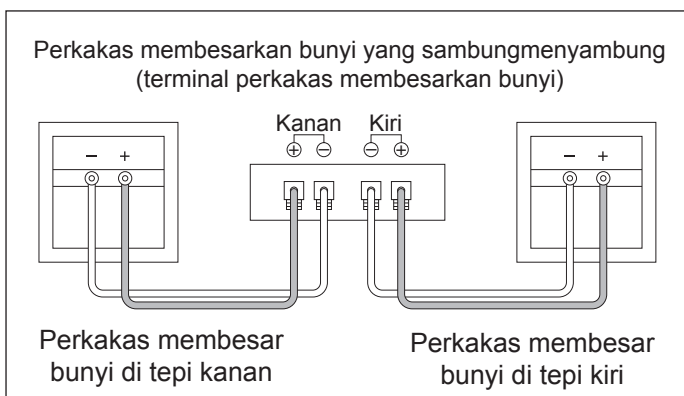 Perkakas membesarkan bunyi yang sambungmenyambung
(terminal perkakas membesarkan bunyi)
Kanan Kiri
⊕ ⊖ ⊖ ⊕
− + − +
Perkakas membesar
bunyi di tepi kanan
Perkakas membesar
bunyi di tepi kiri